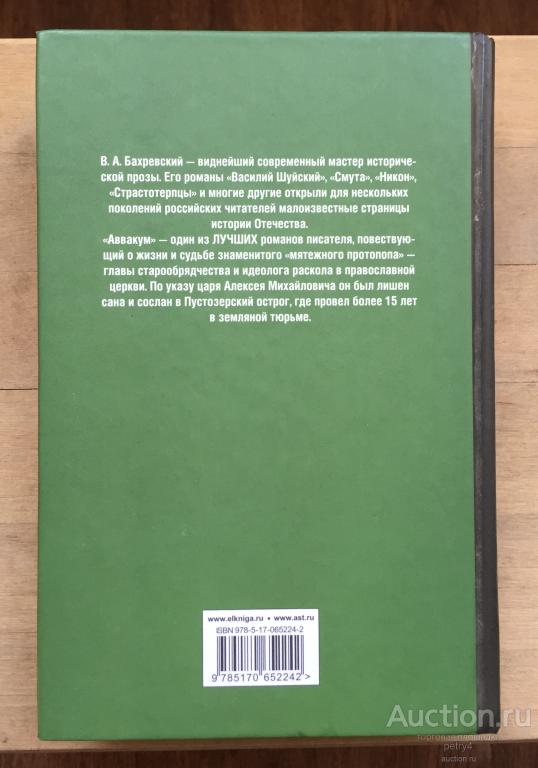 В. А. Бахревский — виднейший современный мастер историче-
ской прозы. Его романы «Василий Шуйский», «Смута», «Никон»,
«Страстотерпцы» и многие другие открыли для нескольких
поколений российских читателей малоизвестные страницы
истории Отечества.
«Аввакум» — один из ЛУЧШИХ романов писателя, повествую-
щий о жизни и судьбе знаменитого «мятежного протопопа» —
главы старообрядчества и идеолога раскола в православной
церкви. По указу царя Алексея Михайловича он был лишен
сана и сослан в Пустозерский острог, где провел более 15 лет
в земляной тюрьме.
www.elkniga.ru • www.ast.ru
ISBN 978-5-17-065224-2
9 785170 652242 >
Auction.ru
торговая площадка
petry4
auction.ru